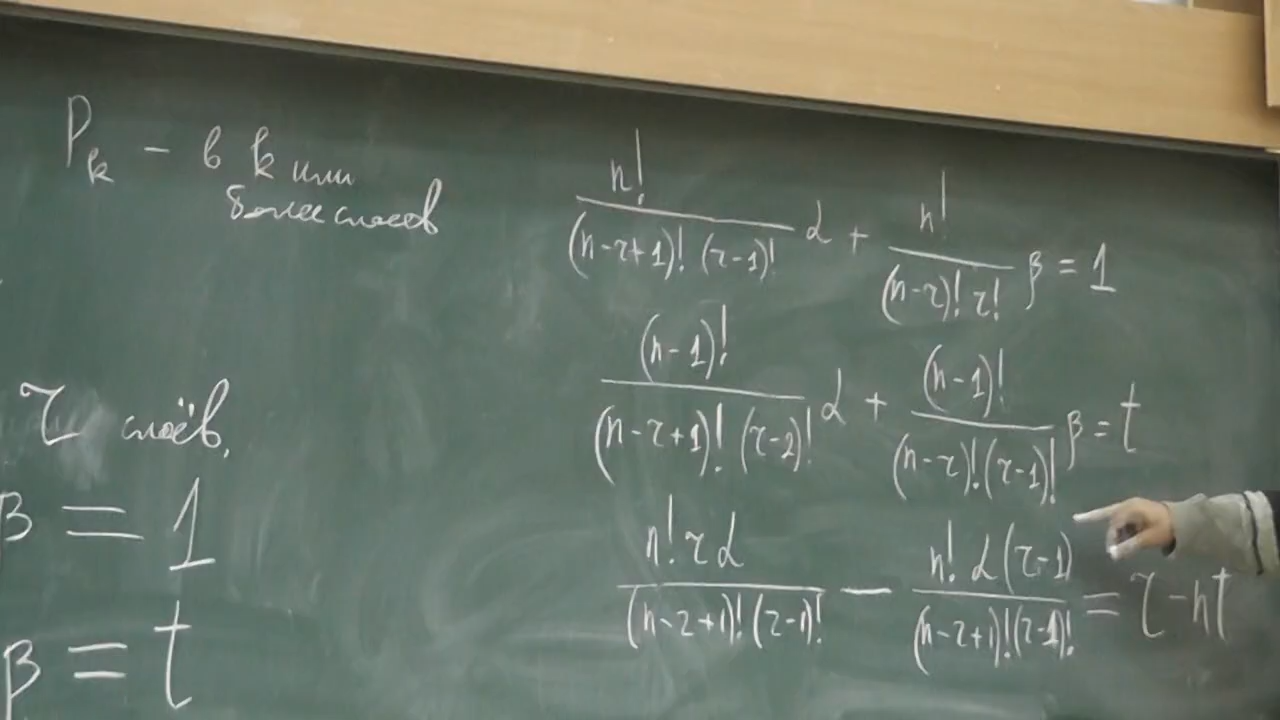 P_k - в k или
более слоев
τ слоёв.
β = 1
β = t
n! / ((n-τ+1)! (τ-1)!) α + n! / ((n-τ)! τ!) β = 1
(n-1)! / ((n-τ+1)! (τ-2)!) α + (n-1)! / ((n-τ)! (τ-1)!) β = t
n! τ α / ((n-τ+1)! (τ-1)!) − n! α (τ-1) / ((n-τ+1)! (τ-1)!) = τ - nt